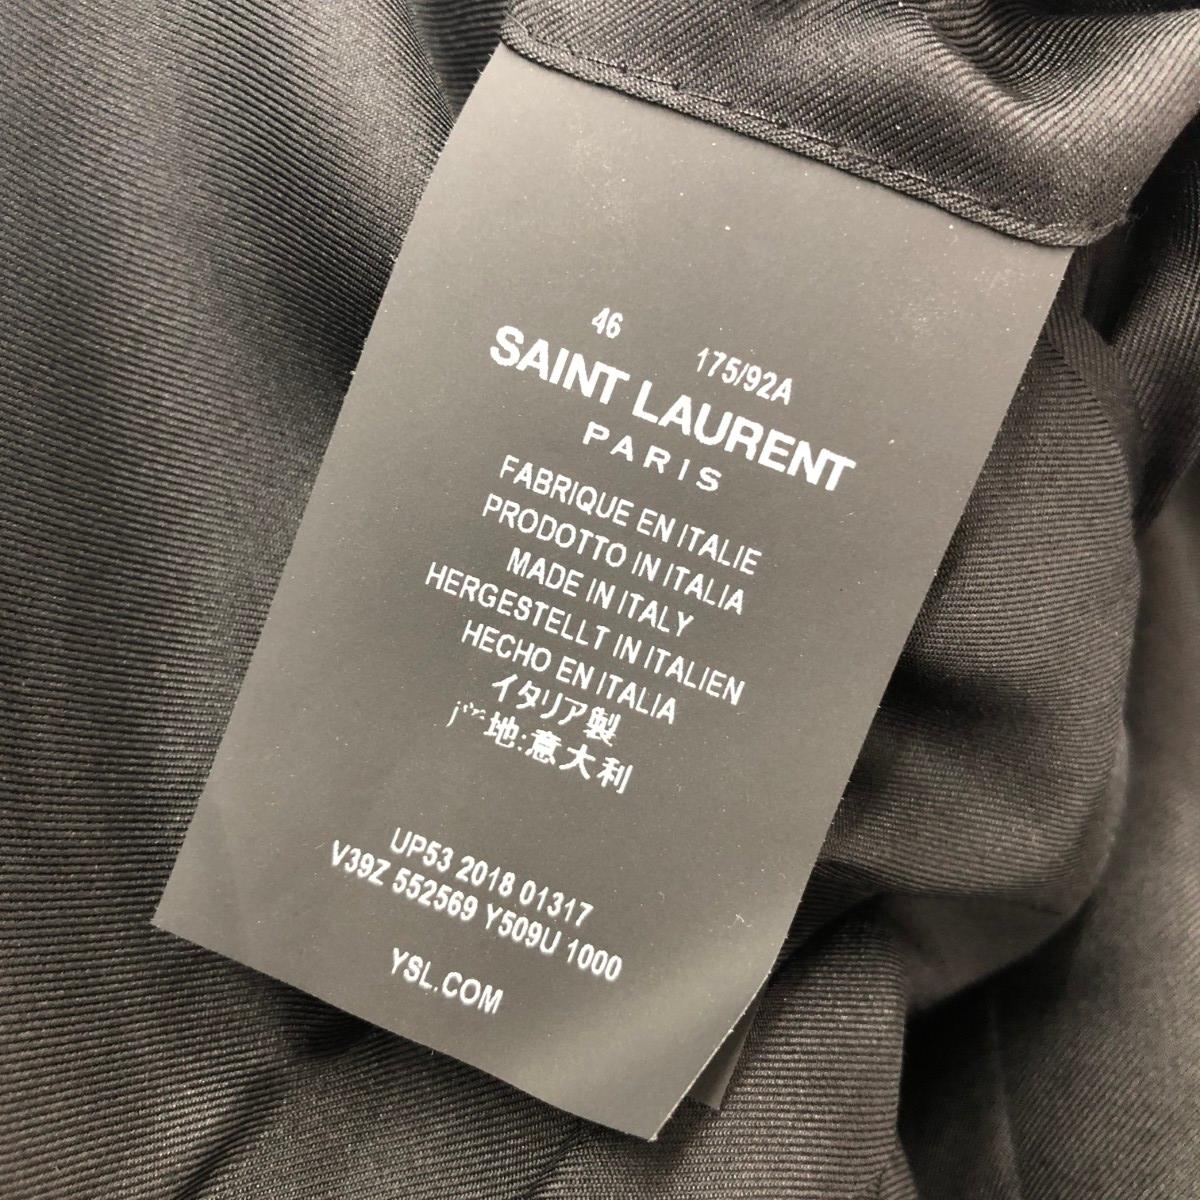 46 175/92A
SAINT LAURENT
PARIS
FABRIQUE EN ITALIE
PRODOTTO IN ITALIA
MADE IN ITALY
HERGESTELLT IN ITALIEN
HECHO EN ITALIA
イタリア製
产地:意大利
UP53 2018 01317
V39Z 552569 Y509U 1000
YSL.COM